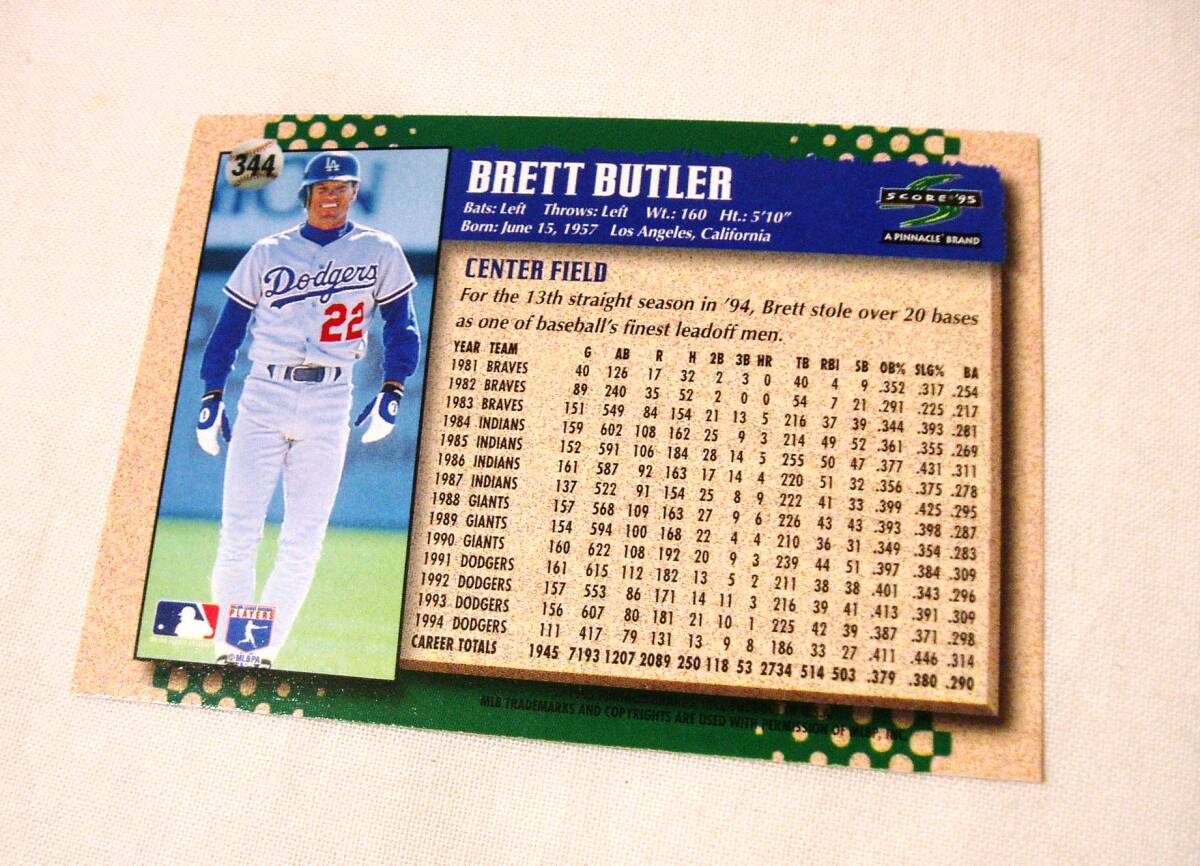 344
BRETT BUTLER
Bats: Left Throws: Left Wt.: 160 Ht.: 5'10"
Born: June 15, 1957 Los Angeles, California
SCORE '95
A PINNACLE BRAND
CENTER FIELD
For the 13th straight season in '94, Brett stole over 20 bases
as one of baseball's finest leadoff men.
YEAR TEAM G AB R H 2B 3B HR TB RBI SB OB% SLG% BA
1981 BRAVES 40 126 17 32 2 3 0 40 4 9 .352 .317 .254
1982 BRAVES 89 240 35 52 2 0 0 54 7 21 .291 .225 .217
1983 BRAVES 151 549 84 154 21 13 5 216 37 39 .344 .393 .281
1984 INDIANS 159 602 108 162 25 9 3 214 49 52 .361 .355 .269
1985 INDIANS 152 591 106 184 28 14 5 255 50 47 .377 .431 .311
1986 INDIANS 161 587 92 163 17 14 4 220 51 32 .356 .375 .278
1987 INDIANS 137 522 91 154 25 8 9 222 41 33 .399 .425 .295
1988 GIANTS 157 568 109 163 27 9 6 226 43 43 .393 .398 .287
1989 GIANTS 154 594 100 168 22 4 4 210 36 31 .349 .354 .283
1990 GIANTS 160 622 108 192 20 9 3 239 44 51 .397 .384 .309
1991 DODGERS 161 615 112 182 13 5 2 211 38 38 .401 .343 .296
1992 DODGERS 157 553 86 171 14 11 3 216 39 41 .413 .391 .309
1993 DODGERS 156 607 80 181 21 10 1 225 42 39 .387 .371 .298
1994 DODGERS 111 417 79 131 13 9 8 186 33 27 .411 .446 .314
CAREER TOTALS 1945 7193 1207 2089 250 118 53 2734 514 503 .379 .380 .290
LA
Dodgers
22
MAJOR LEAGUE BASEBALL
PLAYERS
©MLBPA
MLB TRADEMARKS AND COPYRIGHTS ARE USED WITH PERMISSION OF MLBP, INC.